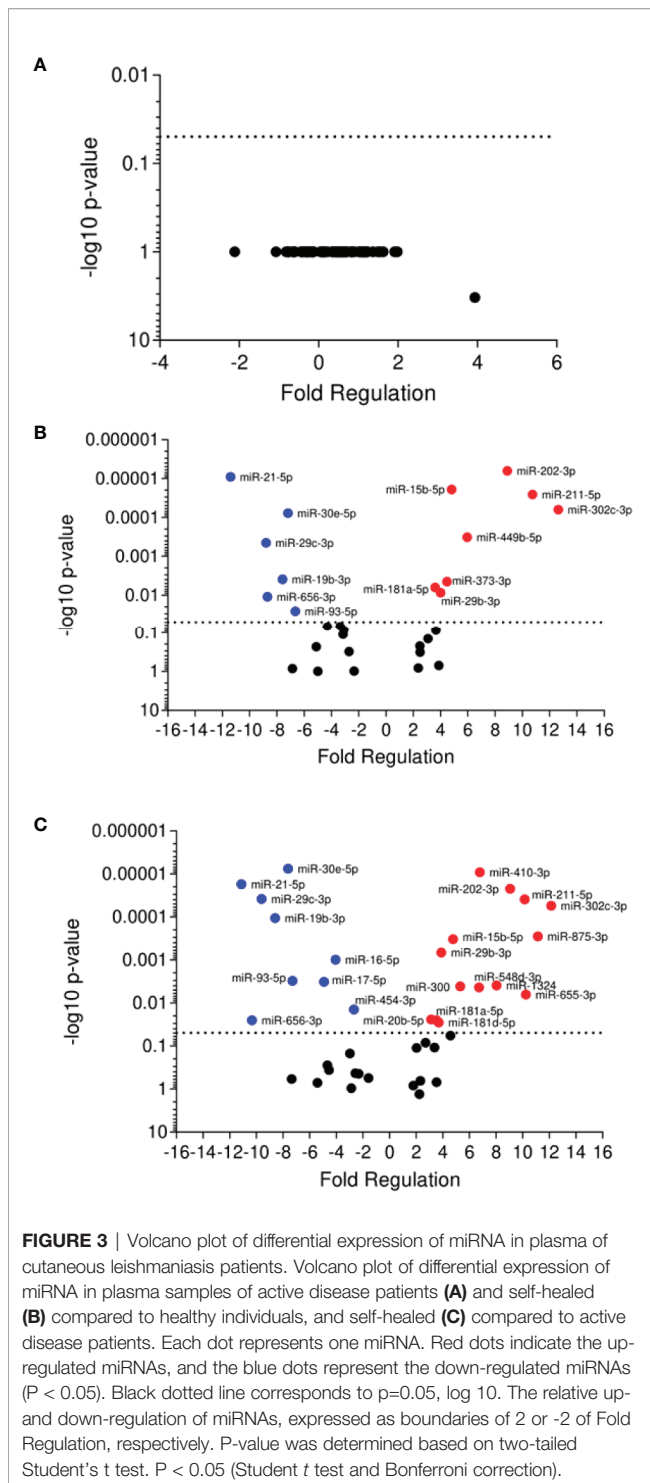 A
0.01
0.1
1
10
-log10 p-value
-4 -2 0 2 4 6
Fold Regulation
B
0.000001
0.00001
0.0001
0.001
0.01
0.1
1
10
-log10 p-value
miR-21-5p
miR-30e-5p
miR-29c-3p
miR-19b-3p
miR-656-3p
miR-93-5p
miR-202-3p
miR-15b-5p
miR-211-5p
miR-302c-3p
miR-449b-5p
miR-373-3p
miR-181a-5p
miR-29b-3p
-16 -14 -12 -10 -8 -6 -4 -2 0 2 4 6 8 10 12 14 16
Fold Regulation
C
0.000001
0.00001
0.0001
0.001
0.01
0.1
1
10
-log10 p-value
miR-30e-5p
miR-21-5p
miR-29c-3p
miR-19b-3p
miR-16-5p
miR-93-5p
miR-17-5p
miR-454-3p
miR-656-3p
miR-410-3p
miR-202-3p
miR-211-5p
miR-302c-3p
miR-15b-5p
miR-875-3p
miR-29b-3p
miR-548d-3p
miR-300
miR-1324
miR-655-3p
miR-181a-5p
miR-20b-5p
miR-181d-5p
-16 -14 -12 -10 -8 -6 -4 -2 0 2 4 6 8 10 12 14 16
Fold Regulation
FIGURE 3 | Volcano plot of differential expression of miRNA in plasma of
cutaneous leishmaniasis patients. Volcano plot of differential expression of
miRNA in plasma samples of active disease patients (A) and self-healed
(B) compared to healthy individuals, and self-healed (C) compared to active
disease patients. Each dot represents one miRNA. Red dots indicate the up-
regulated miRNAs, and the blue dots represent the down-regulated miRNAs
(P < 0.05). Black dotted line corresponds to p=0.05, log 10. The relative up-
and down-regulation of miRNAs, expressed as boundaries of 2 or -2 of Fold
Regulation, respectively. P-value was determined based on two-tailed
Student's t test. P < 0.05 (Student t test and Bonferroni correction).